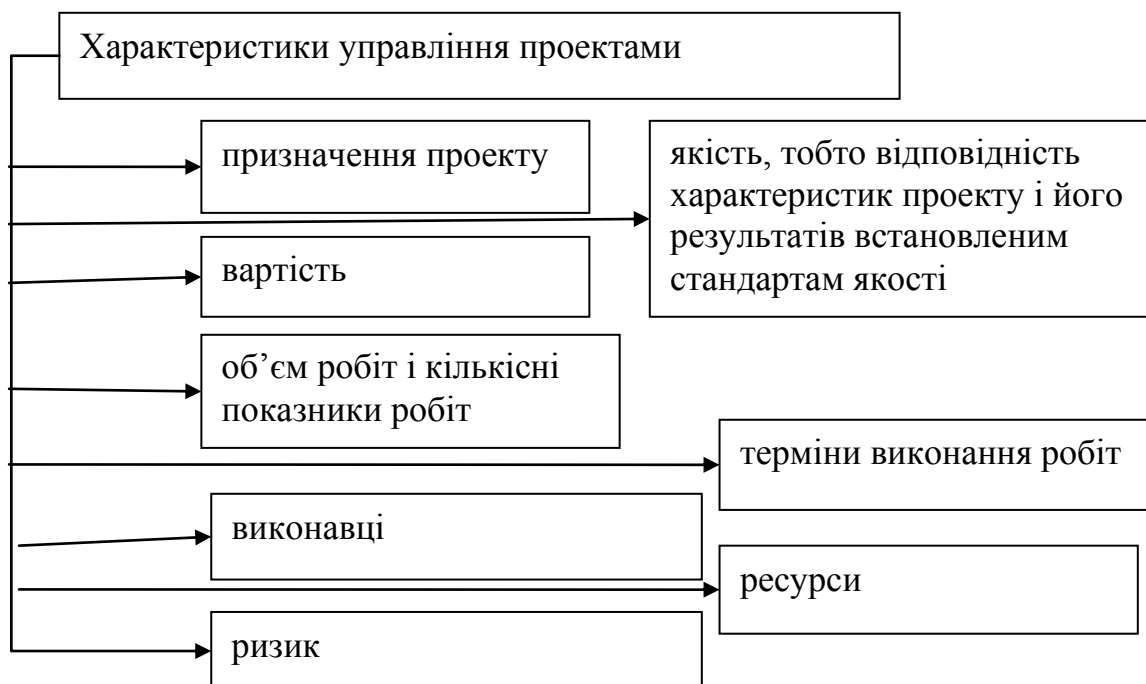 Характеристики управління проектами
призначення проекту
якість, тобто відповідність
характеристик проекту і його
результатів встановленим
стандартам якості
вартість
об’єм робіт і кількісні
показники робіт
терміни виконання робіт
виконавці
ресурси
ризик